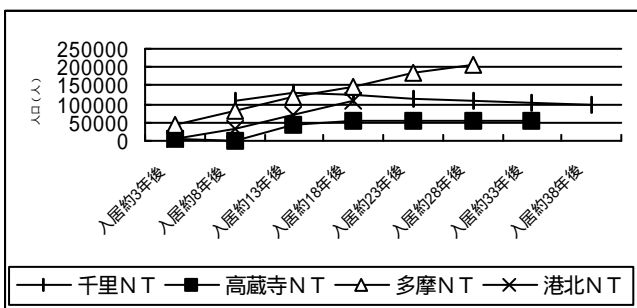 250000
200000
150000
100000
50000
0
人口(人)
入居約3年後
入居約8年後
入居約13年後
入居約18年後
入居約23年後
入居約28年後
入居約33年後
入居約38年後
千里NT 高蔵寺NT 多摩NT 港北NT